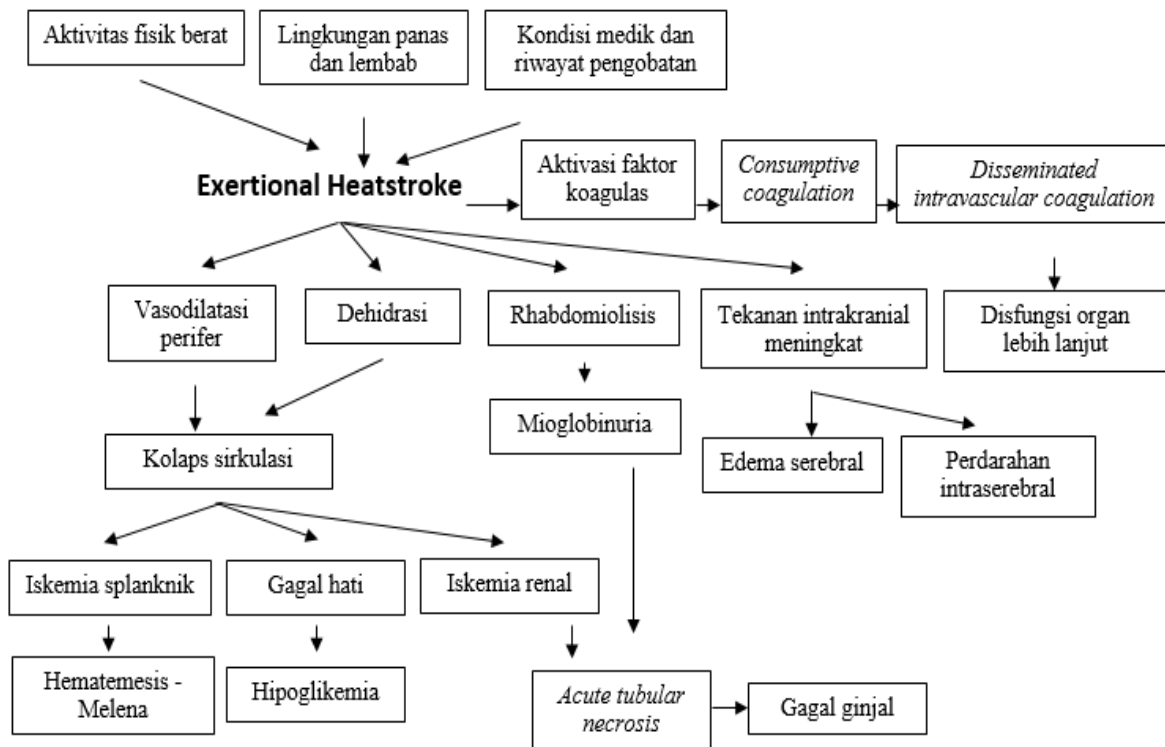 Aktivitas fisik berat
Lingkungan panas
dan lembab
Kondisi medik dan
riwayat pengobatan
Exertional Heatstroke
Aktivasi faktor
koagulas
Consumptive
coagulation
Disseminated
intravascular coagulation
Vasodilatasi
perifer
Dehidrasi
Rhabdomiolisis
Tekanan intrakranial
meningkat
Disfungsi organ
lebih lanjut
Kolaps sirkulasi
Mioglobinuria
Edema serebral
Perdarahan
intraserebral
Iskemia splanknik
Gagal hati
Iskemia renal
Hematemesis -
Melena
Hipoglikemia
Acute tubular
necrosis
Gagal ginjal